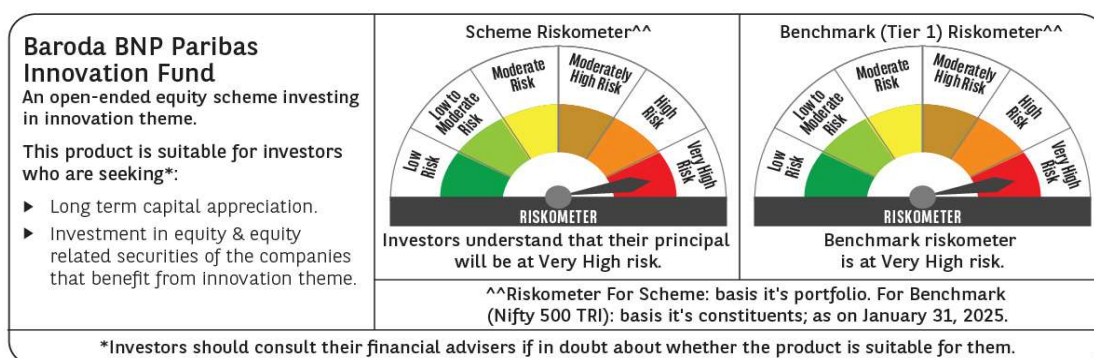 Baroda BNP Paribas
Innovation Fund
An open-ended equity scheme investing
in innovation theme.
This product is suitable for investors
who are seeking*:
▶ Long term capital appreciation.
▶ Investment in equity & equity
related securities of the companies
that benefit from innovation theme.
Scheme Riskometer^^
Low
Risk
Low to
Moderate
Risk
Moderate
Risk
Moderately
High Risk
High
Risk
Very High
Risk
RISKOMETER
Investors understand that their principal
will be at Very High risk.
Benchmark (Tier 1) Riskometer^^
Low
Risk
Low to
Moderate
Risk
Moderate
Risk
Moderately
High Risk
High
Risk
Very High
Risk
RISKOMETER
Benchmark riskometer
is at Very High risk.
^^Riskometer For Scheme: basis it's portfolio. For Benchmark
(Nifty 500 TRI): basis it's constituents; as on January 31, 2025.
*Investors should consult their financial advisers if in doubt about whether the product is suitable for them.